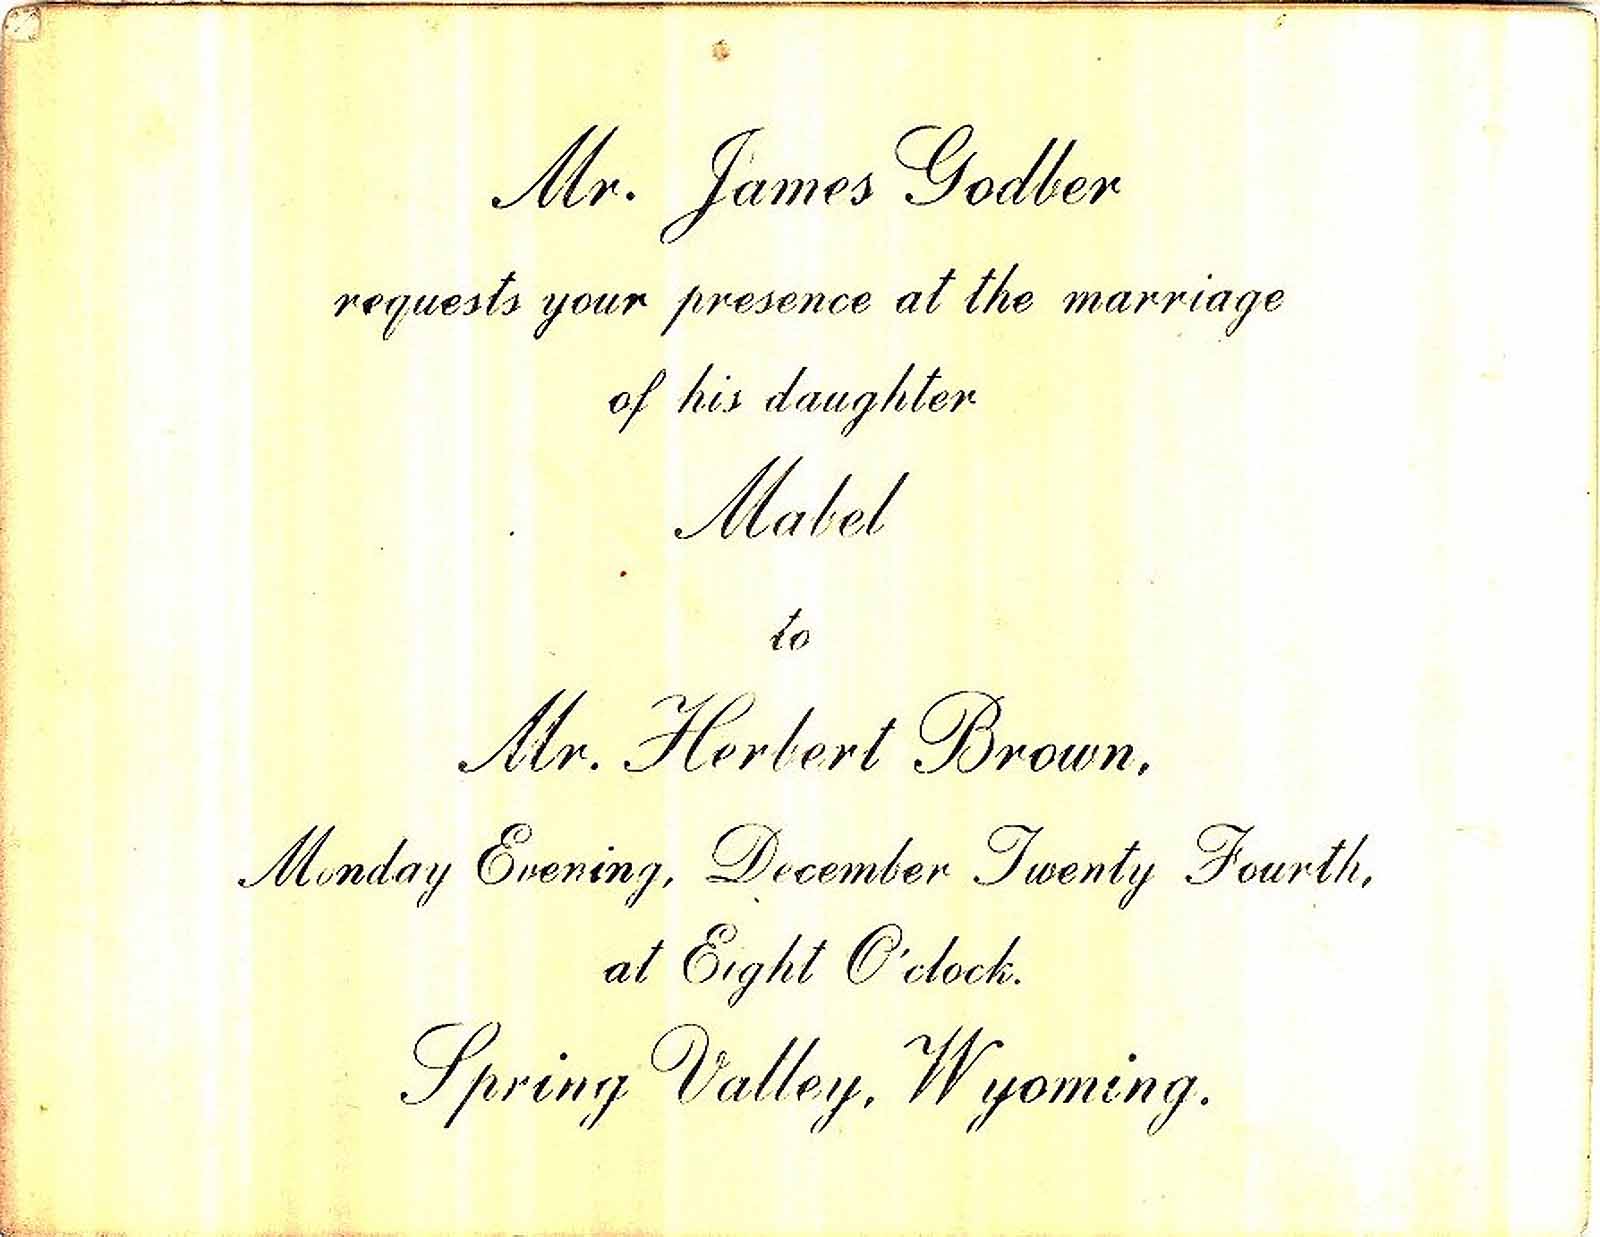 Mr. James Godber
requests your presence at the marriage
of his daughter
Mabel
to
Mr. Herbert Brown,
Monday Evening, December Twenty Fourth,
at Eight O'clock.
Spring Valley, Wyoming.